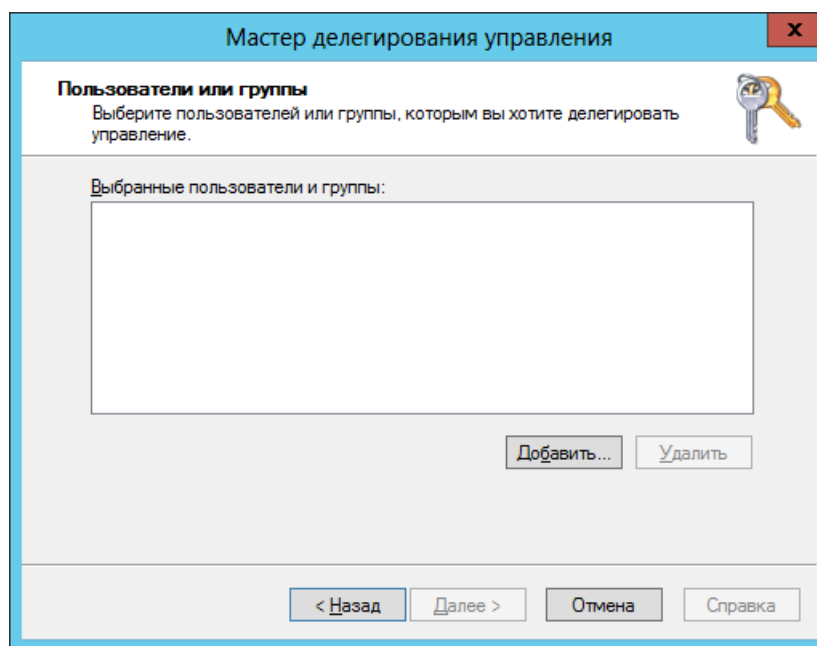 Мастер делегирования управления
x
Пользователи или группы
Выберите пользователей или группы, которым вы хотите делегировать
управление.
Выбранные пользователи и группы:
Добавить... Удалить
< Назад Далее > Отмена Справка